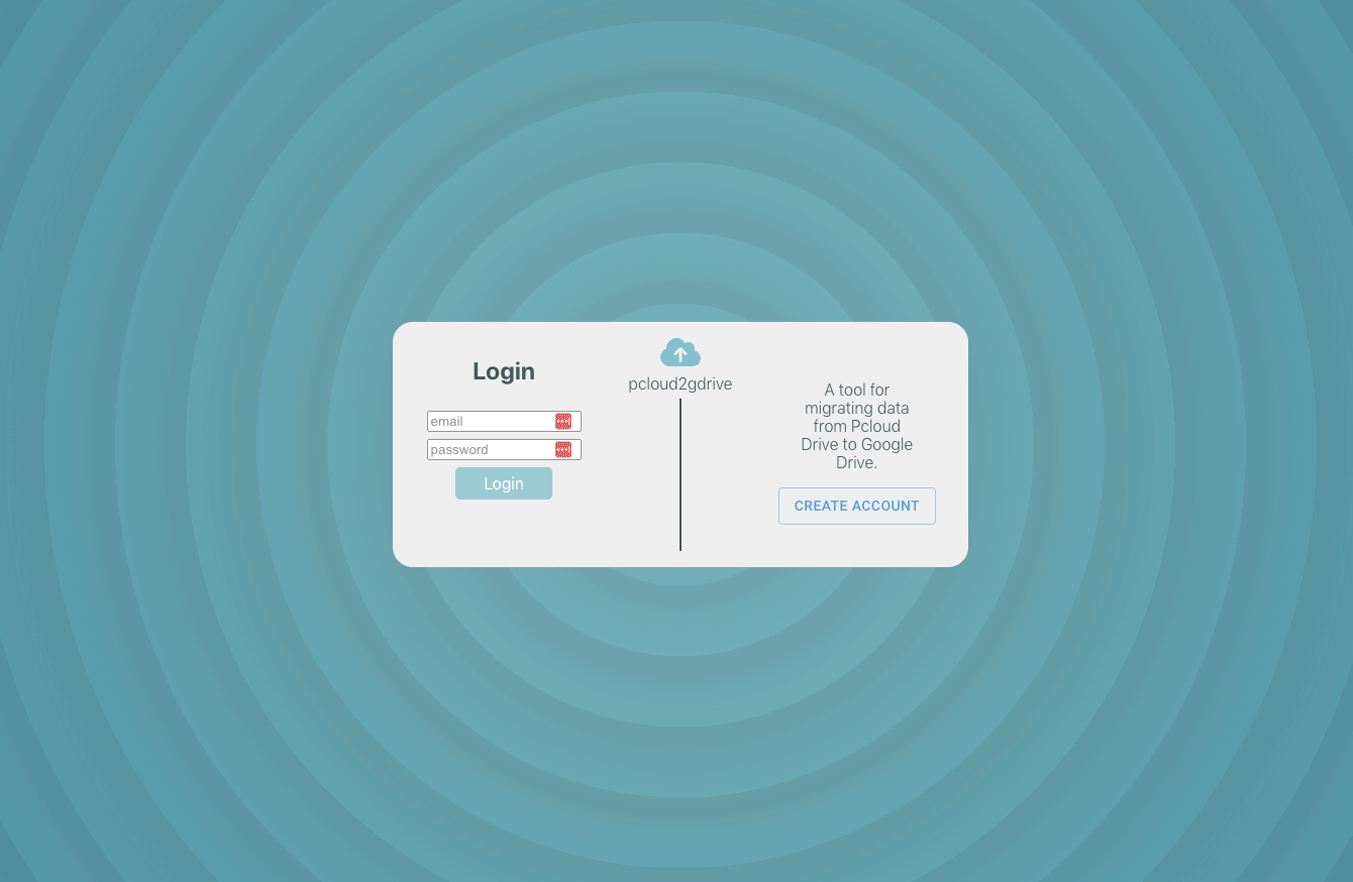 Login
email
password
Login
pcloud2gdrive
A tool for
migrating data
from Pcloud
Drive to Google
Drive.
CREATE ACCOUNT